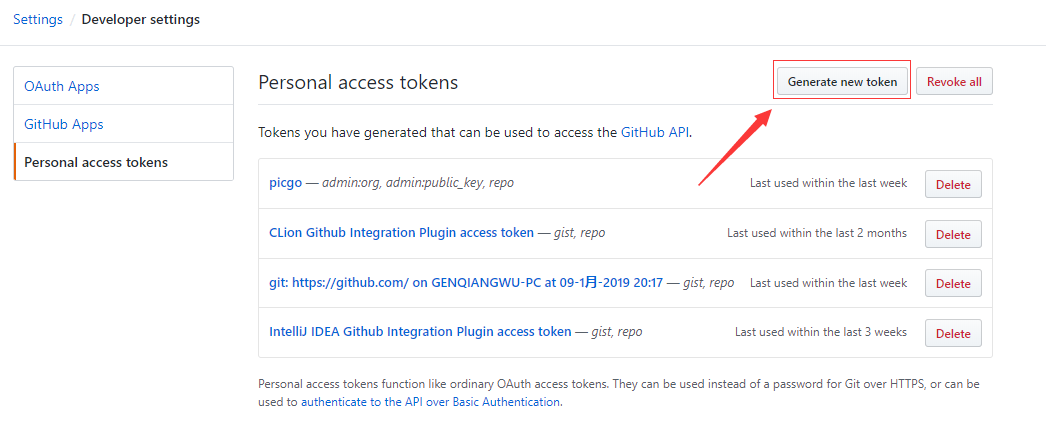 Settings / Developer settings
OAuth Apps
GitHub Apps
Personal access tokens
Personal access tokens
Generate new token
Revoke all
Tokens you have generated that can be used to access the GitHub API.
picgo — admin:org, admin:public_key, repo
Last used within the last week
Delete
CLion Github Integration Plugin access token — gist, repo
Last used within the last 2 months
Delete
git: https://github.com/ on GENQIANGWU-PC at 09-1月-2019 20:17 — gist, repo
Last used within the last week
Delete
IntelliJ IDEA Github Integration Plugin access token — gist, repo
Last used within the last 3 weeks
Delete
Personal access tokens function like ordinary OAuth access tokens. They can be used instead of a password for Git over HTTPS, or can be
used to authenticate to the API over Basic Authentication.